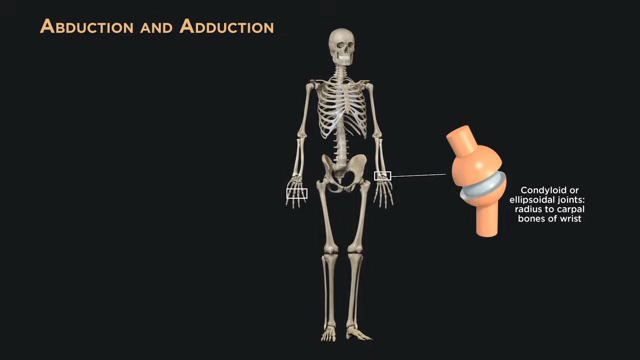 Abduction and Adduction
Condyloid or
ellipsoidal joints:
radius to carpal
bones of wrist